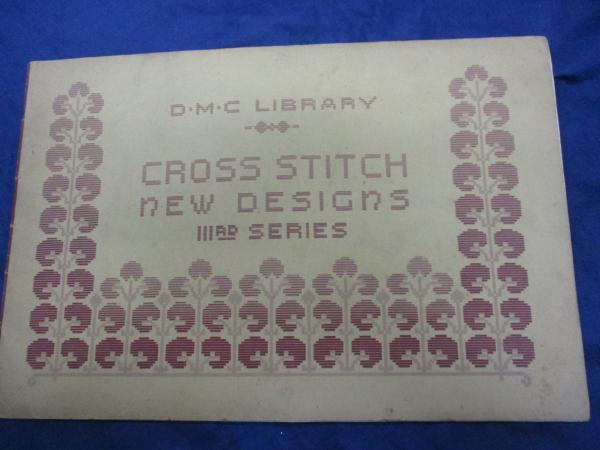 D·M·C LIBRARY
CROSS STITCH
NEW DESIGNS
IIIRD SERIES